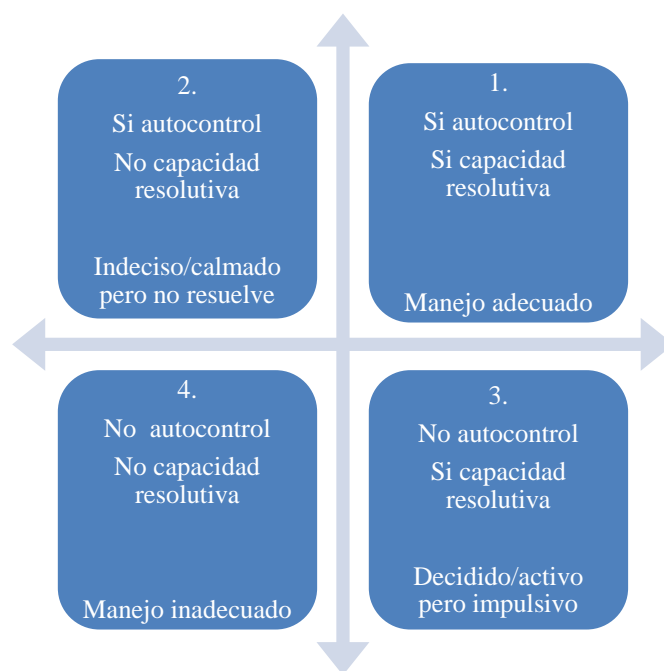 2.
Si autocontrol
No capacidad
resolutiva
Indeciso/calmado
pero no resuelve
1.
Si autocontrol
Si capacidad
resolutiva
Manejo adecuado
4.
No autocontrol
No capacidad
resolutiva
Manejo inadecuado
3.
No autocontrol
Si capacidad
resolutiva
Decidido/activo
pero impulsivo